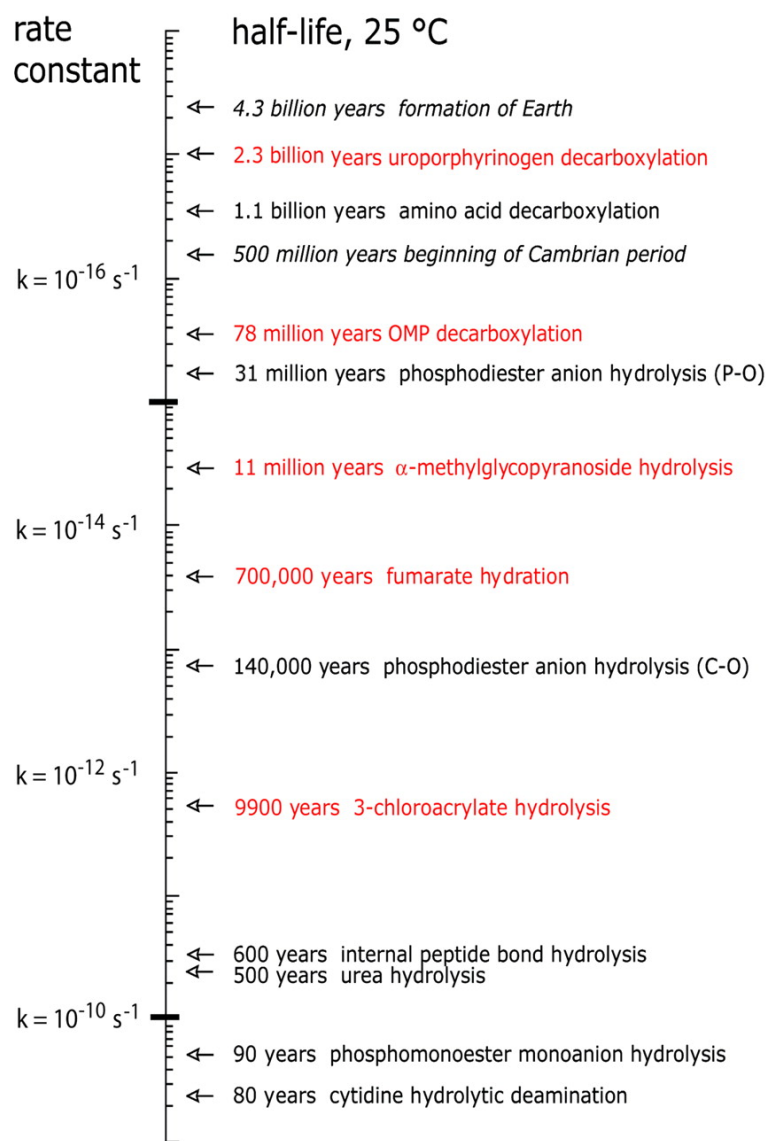 rate
constant
half-life, 25 °C
4.3 billion years formation of Earth
2.3 billion years uroporphyrinogen decarboxylation
1.1 billion years amino acid decarboxylation
500 million years beginning of Cambrian period
k = 10⁻¹⁶ s⁻¹
78 million years OMP decarboxylation
31 million years phosphodiester anion hydrolysis (P-O)
11 million years α-methylglycopyranoside hydrolysis
k = 10⁻¹⁴ s⁻¹
700,000 years fumarate hydration
140,000 years phosphodiester anion hydrolysis (C-O)
k = 10⁻¹² s⁻¹
9900 years 3-chloroacrylate hydrolysis
600 years internal peptide bond hydrolysis
500 years urea hydrolysis
k = 10⁻¹⁰ s⁻¹
90 years phosphomonoester monoanion hydrolysis
80 years cytidine hydrolytic deamination